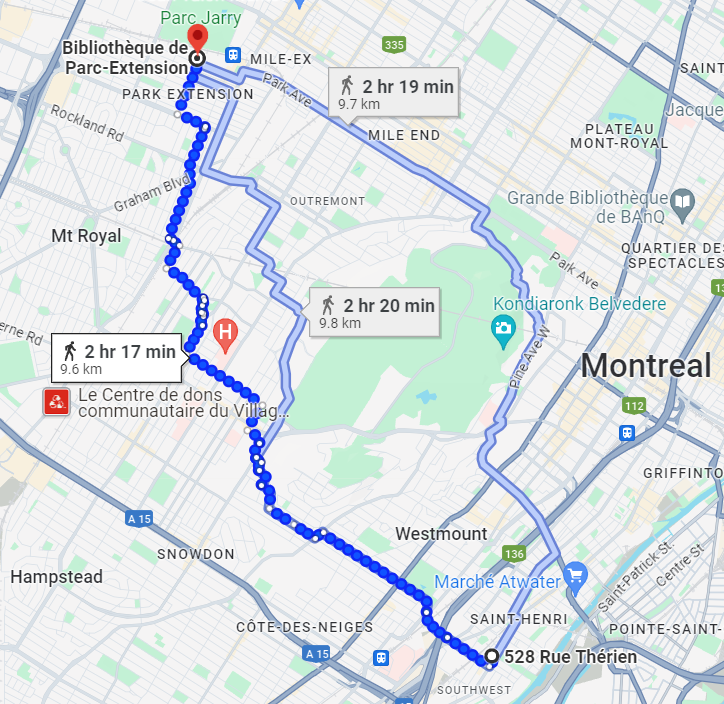 Parc Jarry
Bibliothèque de
Parc-Extension
MILE-EX
335
PARK EXTENSION
Park Ave
2 hr 19 min
9.7 km
SAINT
Jacque
Rockland Rd
MILE END
PLATEAU
MONT-ROYAL
Graham Blvd
OUTREMONT
Grande Bibliothèque
de BAnQ
Mt Royal
QUARTIER DES
SPECTACLES
Park Ave
13
2 hr 20 min
9.8 km
Kondiaronk Belvedere
erne Rd
H
2 hr 17 min
9.6 km
Pine Ave W
Montreal
Le Centre de dons
communautaire du Villag...
112
GRIFFINTO
A 15
Westmount
SNOWDON
136
Hampstead
Marché Atwater
Saint-Patrick St.
Centre St
SAINT-HENRI
CÔTE-DES-NEIGES
POINTE-SAINT-
A 15
528 Rue Thérien
SOUTHWEST